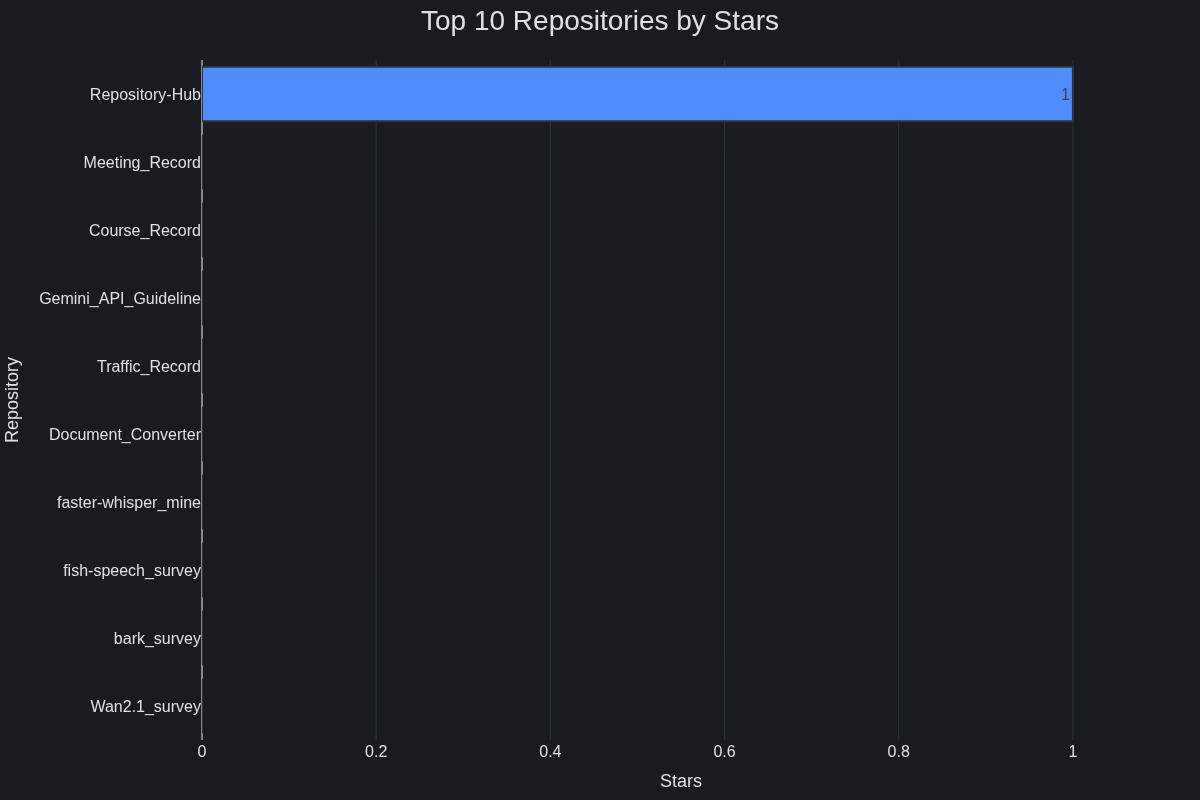 Top 10 Repositories by Stars
Repository
Repository-Hub
1
Meeting_Record
Course_Record
Gemini_API_Guideline
Traffic_Record
Document_Converter
faster-whisper_mine
fish-speech_survey
bark_survey
Wan2.1_survey
0 0.2 0.4 0.6 0.8 1
Stars